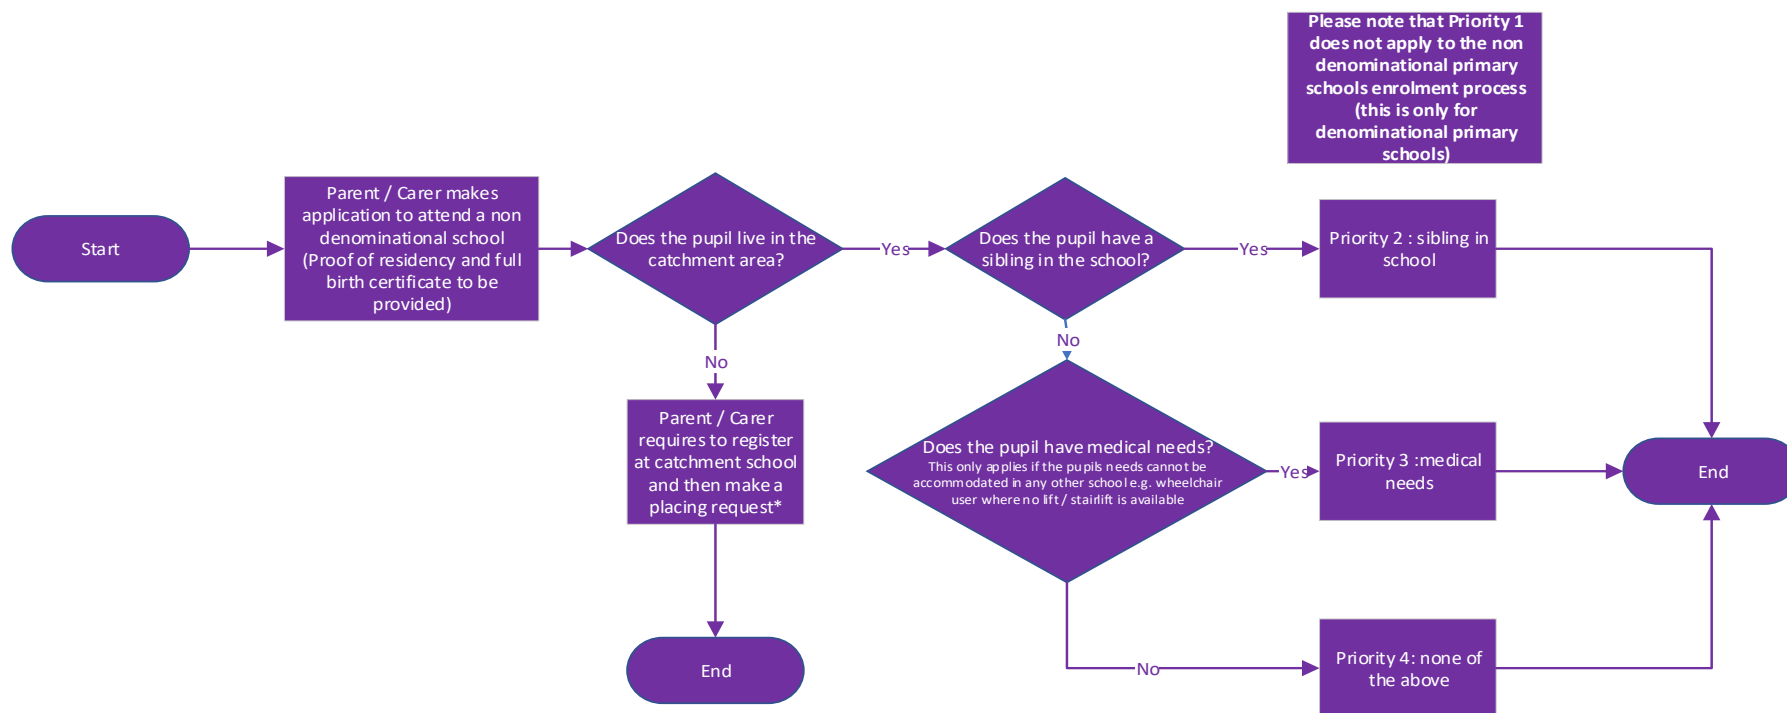 Please note that Priority 1
does not apply to the non
denominational primary
schools enrolment process
(this is only for
denominational primary
schools)
Start
Parent / Carer makes
application to attend a non
denominational school
(Proof of residency and full
birth certificate to be
provided)
Does the pupil live in the
catchment area?
Yes
Does the pupil have a
sibling in the school?
Yes
Priority 2 : sibling in
school
No
Parent / Carer
requires to register
at catchment school
and then make a
placing request*
End
No
Does the pupil have medical needs?
This only applies if the pupils needs cannot be
accommodated in any other school e.g. wheelchair
user where no lift / stairlift is available
Yes
Priority 3 :medical
needs
End
No
Priority 4: none of
the above